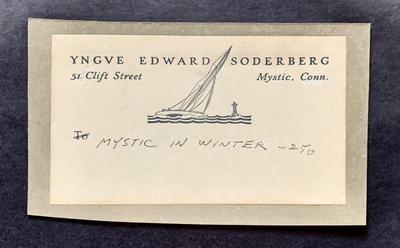 YNGVE EDWARD SODERBERG
51 Clift Street Mystic, Conn.
To MYSTIC IN WINTER - 250